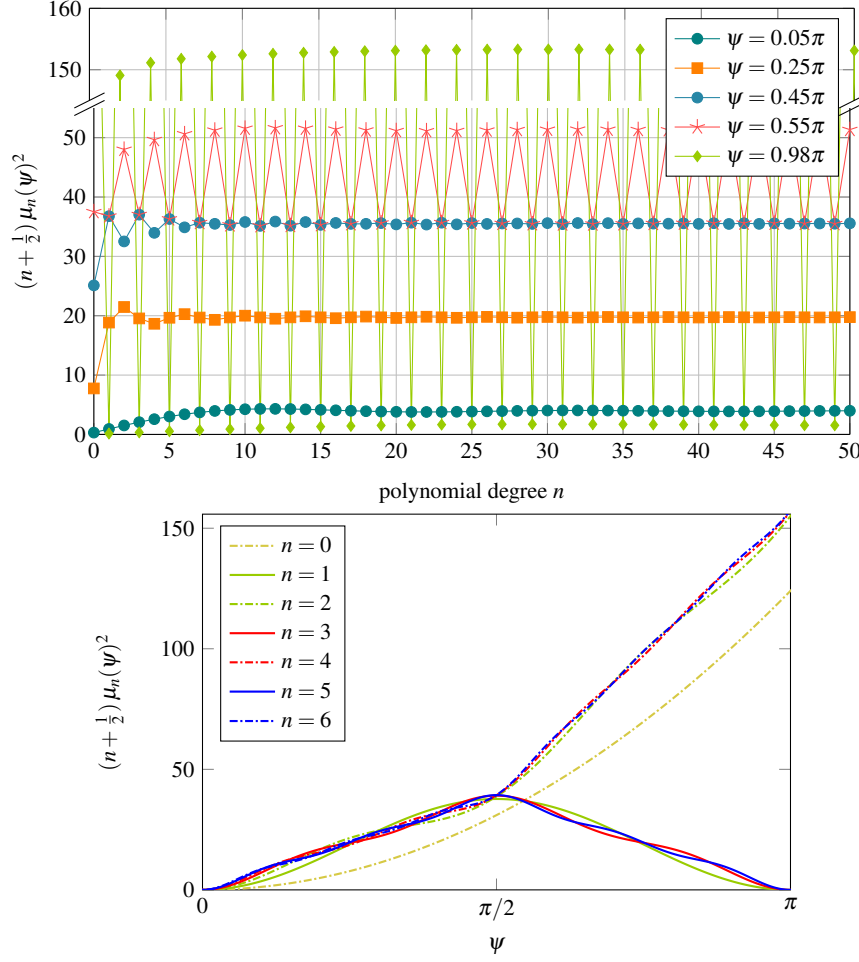 160
150
50
40
30
20
10
0
(n + 1/2) μₙ(ψ)²
ψ = 0.05π
ψ = 0.25π
ψ = 0.45π
ψ = 0.55π
ψ = 0.98π
0 5 10 15 20 25 30 35 40 45 50
polynomial degree n
150
100
50
0
(n + 1/2) μₙ(ψ)²
n = 0
n = 1
n = 2
n = 3
n = 4
n = 5
n = 6
0 π/2 π
ψ